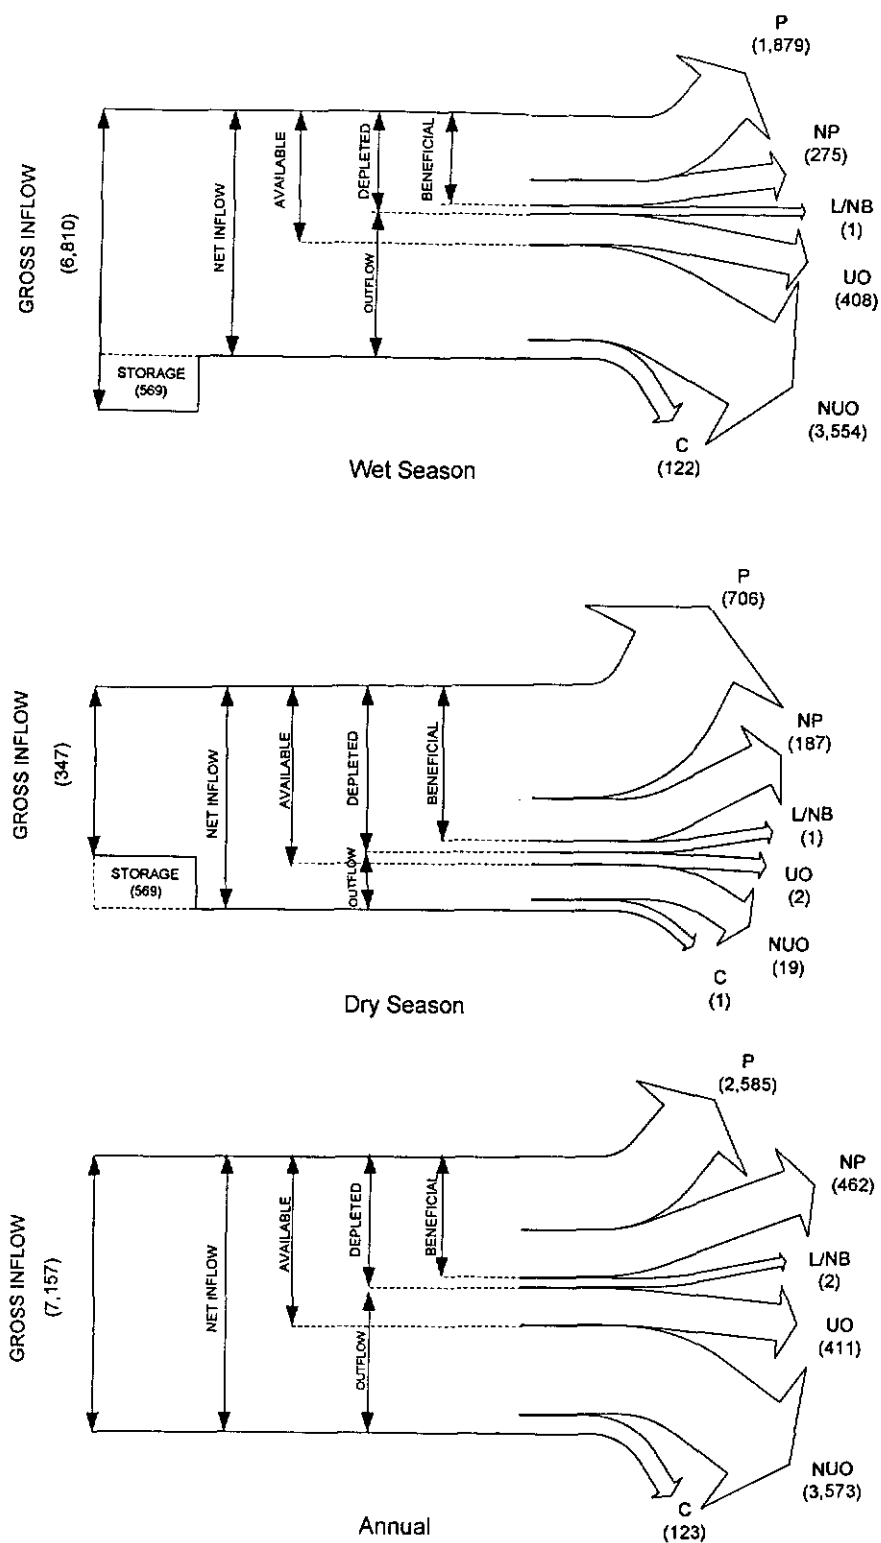 P
(1,879)
NP
(275)
L/NB
(1)
UO
(408)
NUO
(3,554)
C
(122)
GROSS INFLOW
(6,810)
NET INFLOW
AVAILABLE
DEPLETED
BENEFICIAL
OUTFLOW
STORAGE
(569)
Wet Season
P
(706)
NP
(187)
L/NB
(1)
UO
(2)
NUO
(19)
C
(1)
GROSS INFLOW
(347)
NET INFLOW
AVAILABLE
DEPLETED
BENEFICIAL
OUTFLOW
STORAGE
(569)
Dry Season
P
(2,585)
NP
(462)
L/NB
(2)
UO
(411)
NUO
(3,573)
C
(123)
GROSS INFLOW
(7,157)
NET INFLOW
AVAILABLE
DEPLETED
BENEFICIAL
OUTFLOW
Annual